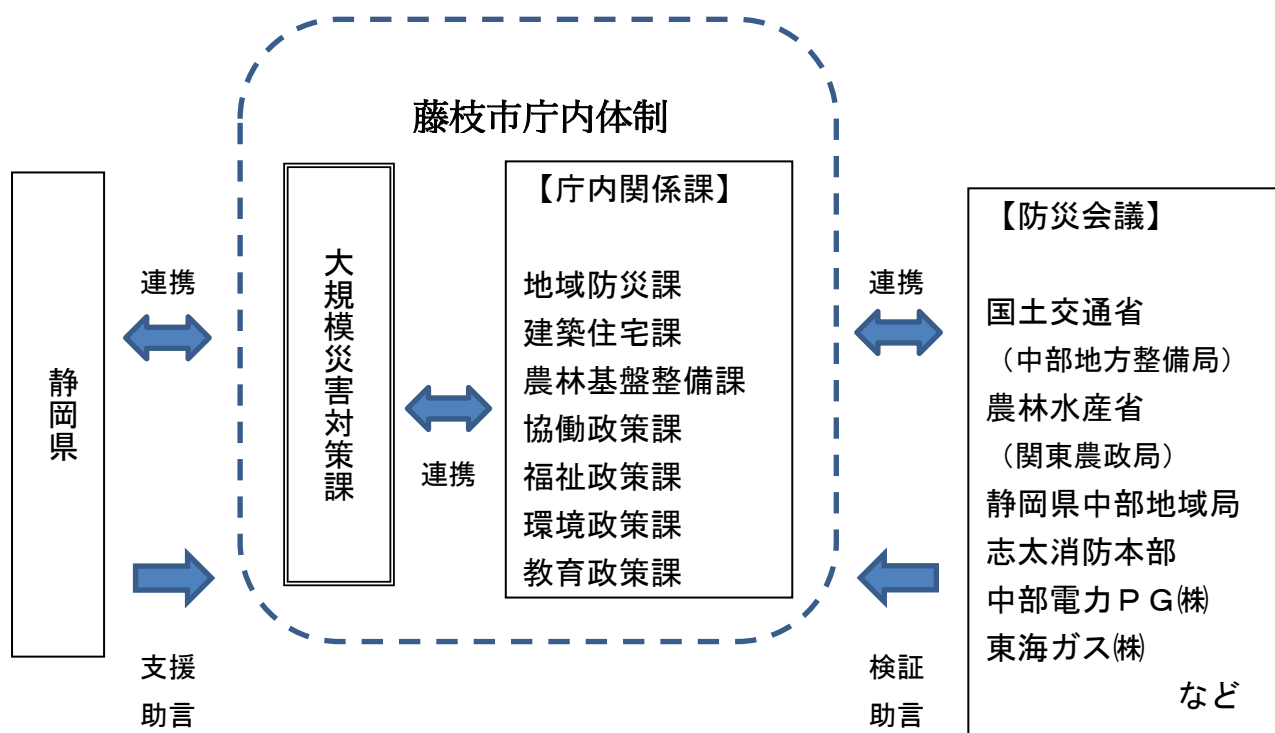 藤枝市庁内体制
静岡県
連携
支援
助言
大規模災害対策課
連携
【庁内関係課】
地域防災課
建築住宅課
農林基盤整備課
協働政策課
福祉政策課
環境政策課
教育政策課
連携
検証
助言
【防災会議】
国土交通省
（中部地方整備局）
農林水産省
（関東農政局）
静岡県中部地域局
志太消防本部
中部電力ＰＧ㈱
東海ガス㈱
など